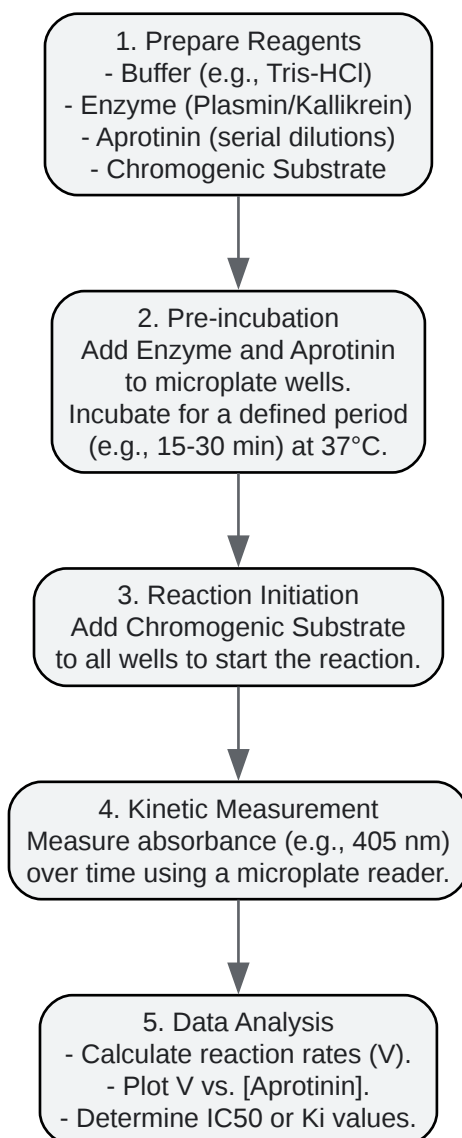 1. Prepare Reagents
- Buffer (e.g., Tris-HCl)
- Enzyme (Plasmin/Kallikrein)
- Aprotinin (serial dilutions)
- Chromogenic Substrate
2. Pre-incubation
Add Enzyme and Aprotinin
to microplate wells.
Incubate for a defined period
(e.g., 15-30 min) at 37°C.
3. Reaction Initiation
Add Chromogenic Substrate
to all wells to start the reaction.
4. Kinetic Measurement
Measure absorbance (e.g., 405 nm)
over time using a microplate reader.
5. Data Analysis
- Calculate reaction rates (V).
- Plot V vs. [Aprotinin].
- Determine IC50 or Ki values.